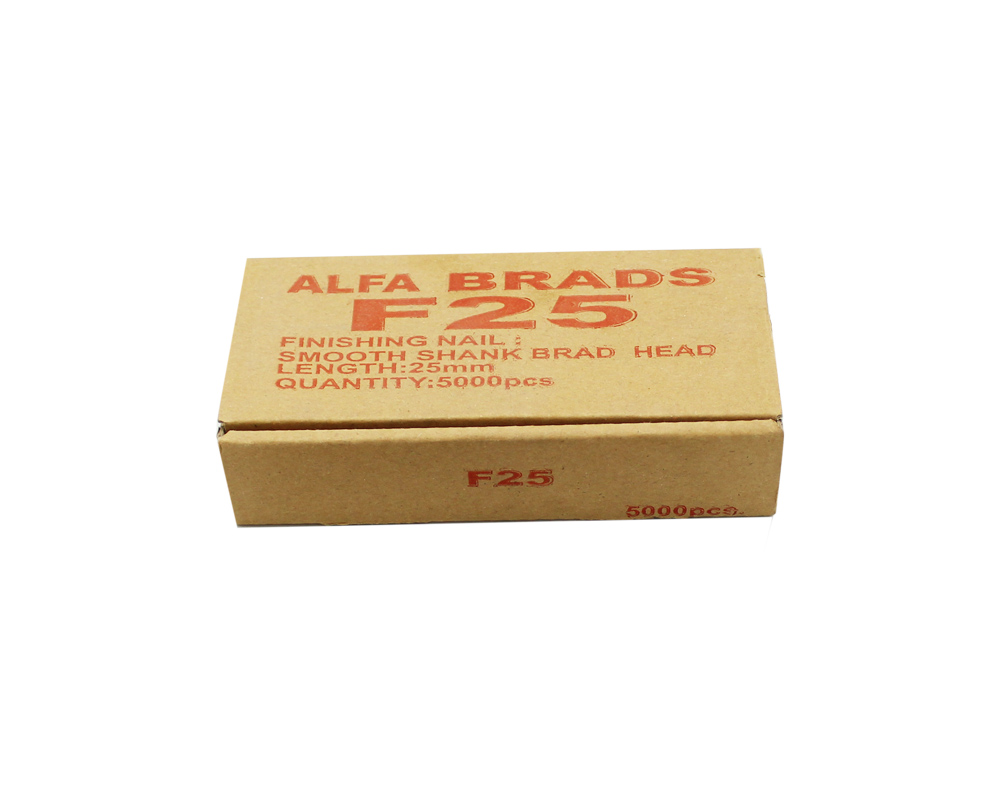 ALFA BRADS
F25
FINISHING NAIL :
SMOOTH SHANK BRAD HEAD
LENGTH:25mm
QUANTITY:5000pcs
F25
5000pcs.